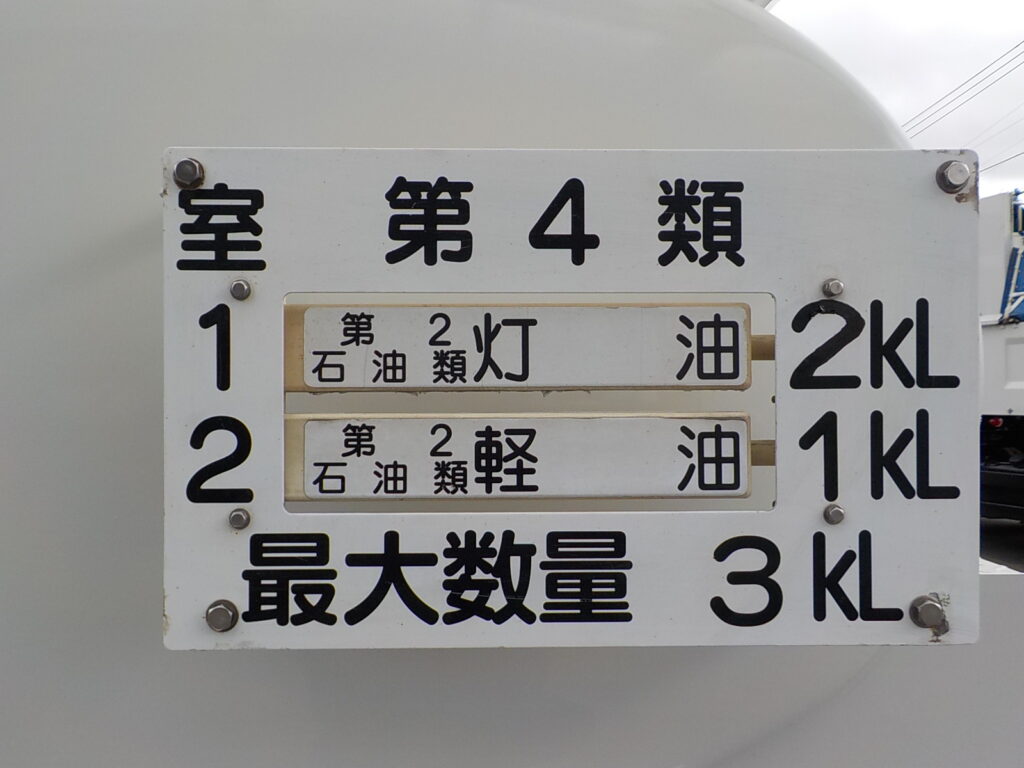 室 第4類
1 第2石油類 灯油 2kL
2 第2石油類 軽油 1kL
最大数量 3kL